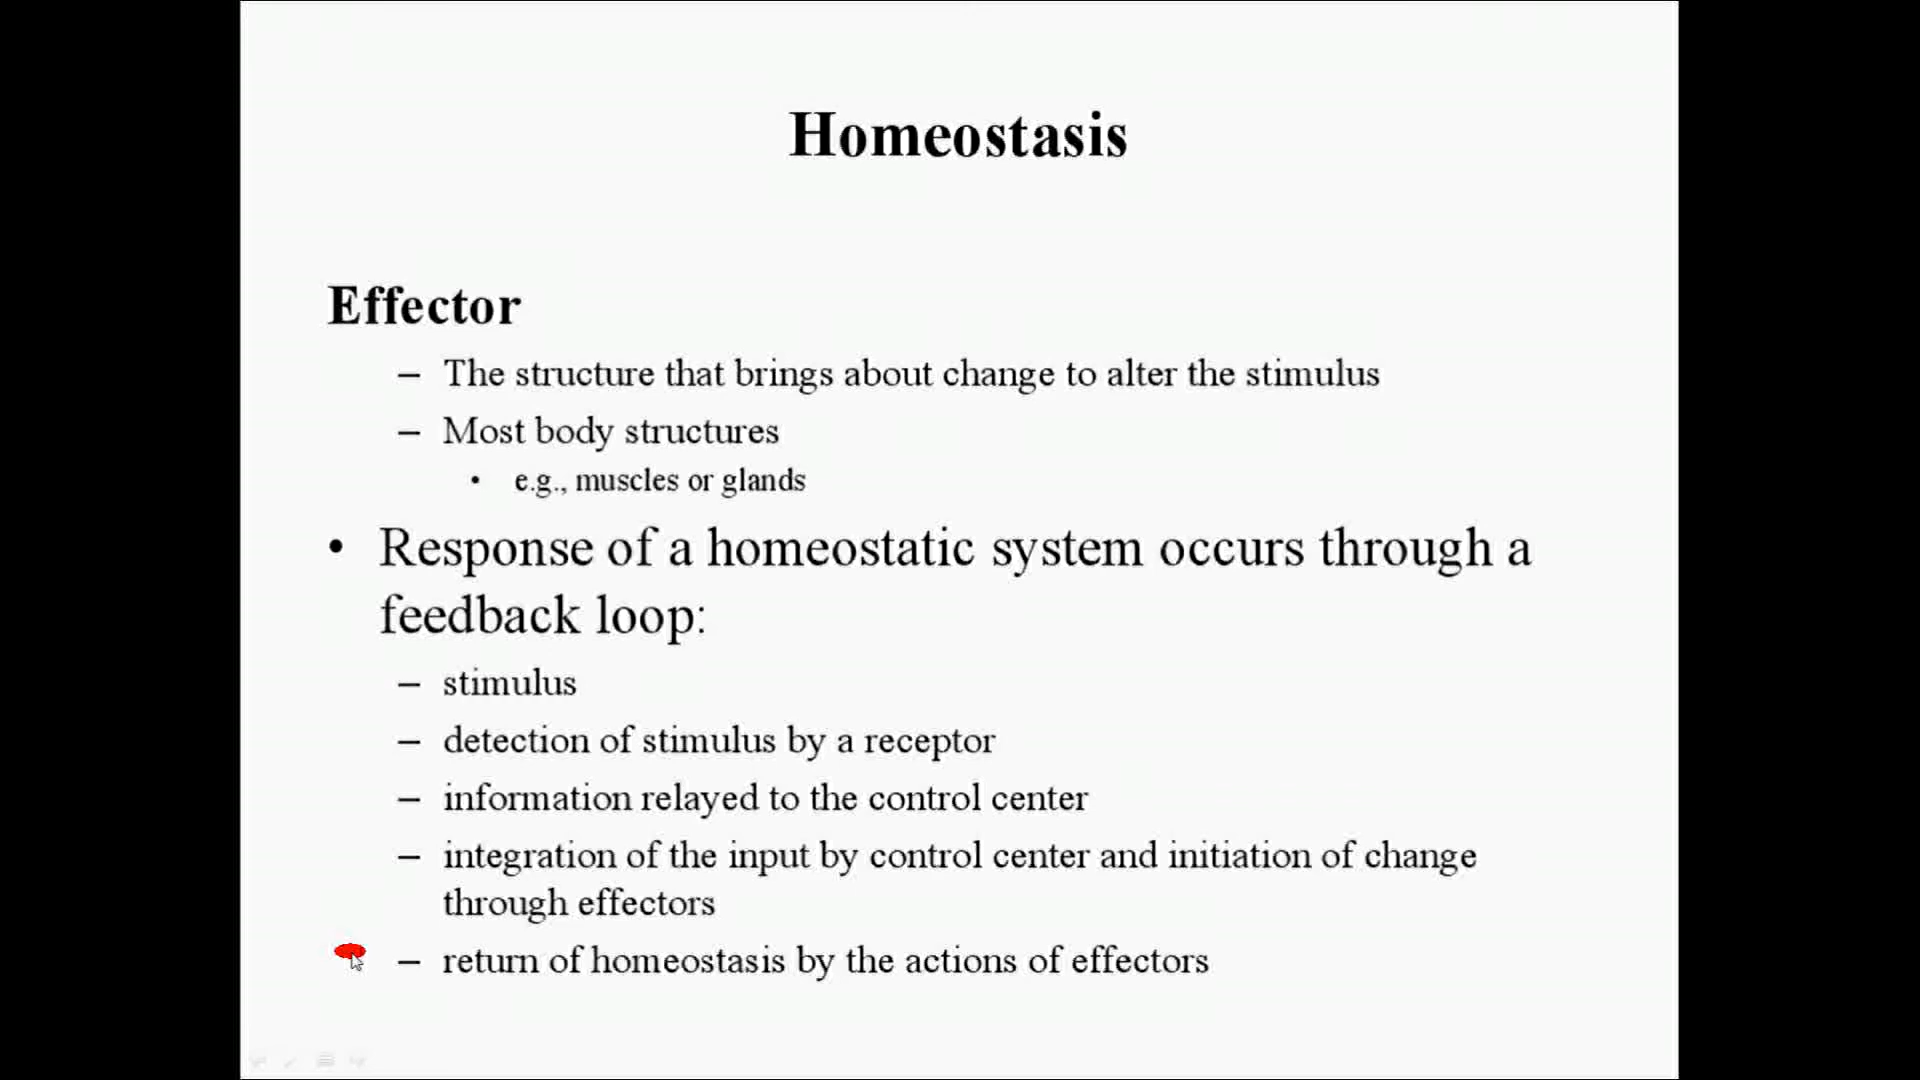 Homeostasis
Effector
– The structure that brings about change to alter the stimulus
– Most body structures
• e.g., muscles or glands
• Response of a homeostatic system occurs through a
feedback loop:
– stimulus
– detection of stimulus by a receptor
– information relayed to the control center
– integration of the input by control center and initiation of change
through effectors
– return of homeostasis by the actions of effectors